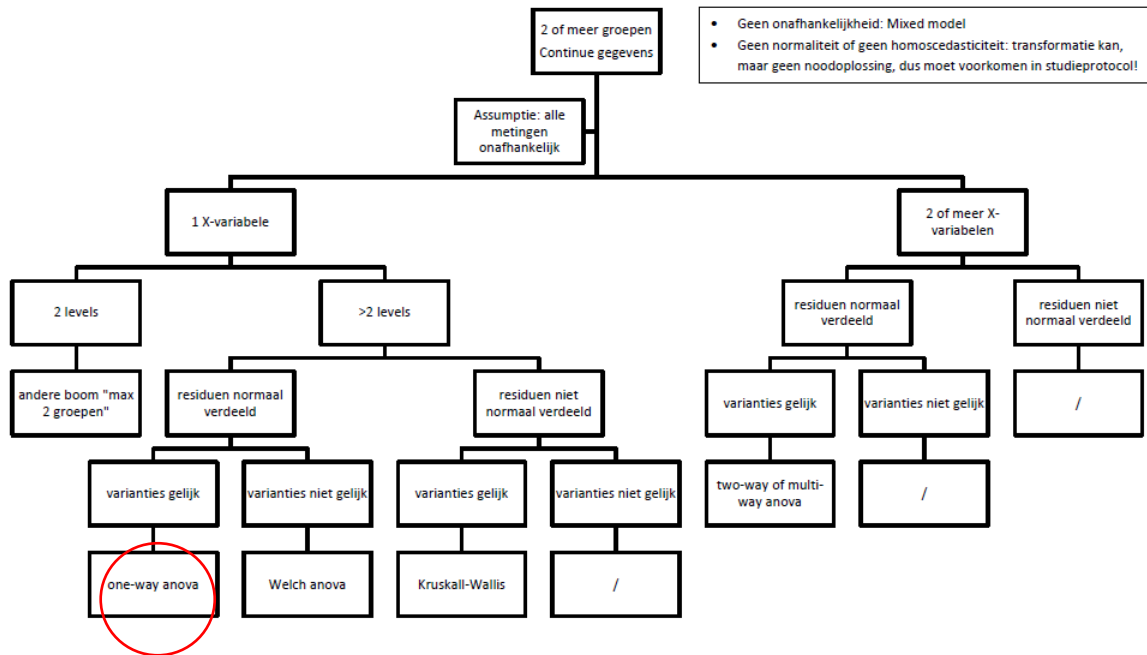 2 of meer groepen
Continue gegevens
• Geen onafhankelijkheid: Mixed model
• Geen normaliteit of geen homoscedasticiteit: transformatie kan,
maar geen noodoplossing, dus moet voorkomen in studieprotocol!
Assumptie: alle
metingen
onafhankelijk
1 X-variabele
2 of meer X-
variabelen
2 levels
>2 levels
residuen normaal
verdeeld
residuen niet
normaal verdeeld
andere boom "max
2 groepen"
residuen normaal
verdeeld
residuen niet
normaal verdeeld
varianties gelijk
varianties niet gelijk
/
varianties gelijk
varianties niet gelijk
varianties gelijk
varianties niet gelijk
two-way of multi-
way anova
/
one-way anova
Welch anova
Kruskall-Wallis
/